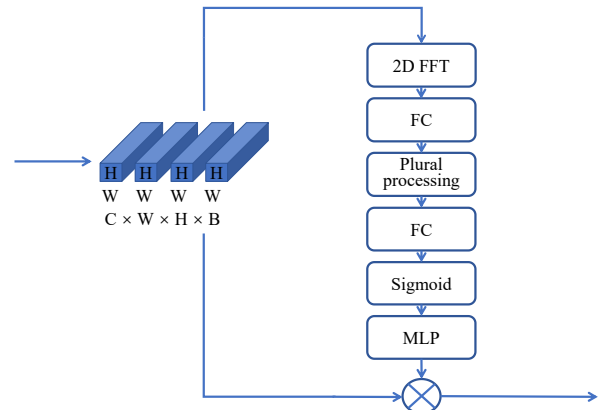 2D FFT
FC
Plural
processing
FC
Sigmoid
MLP
H H H H
W W W W
C × W × H × B